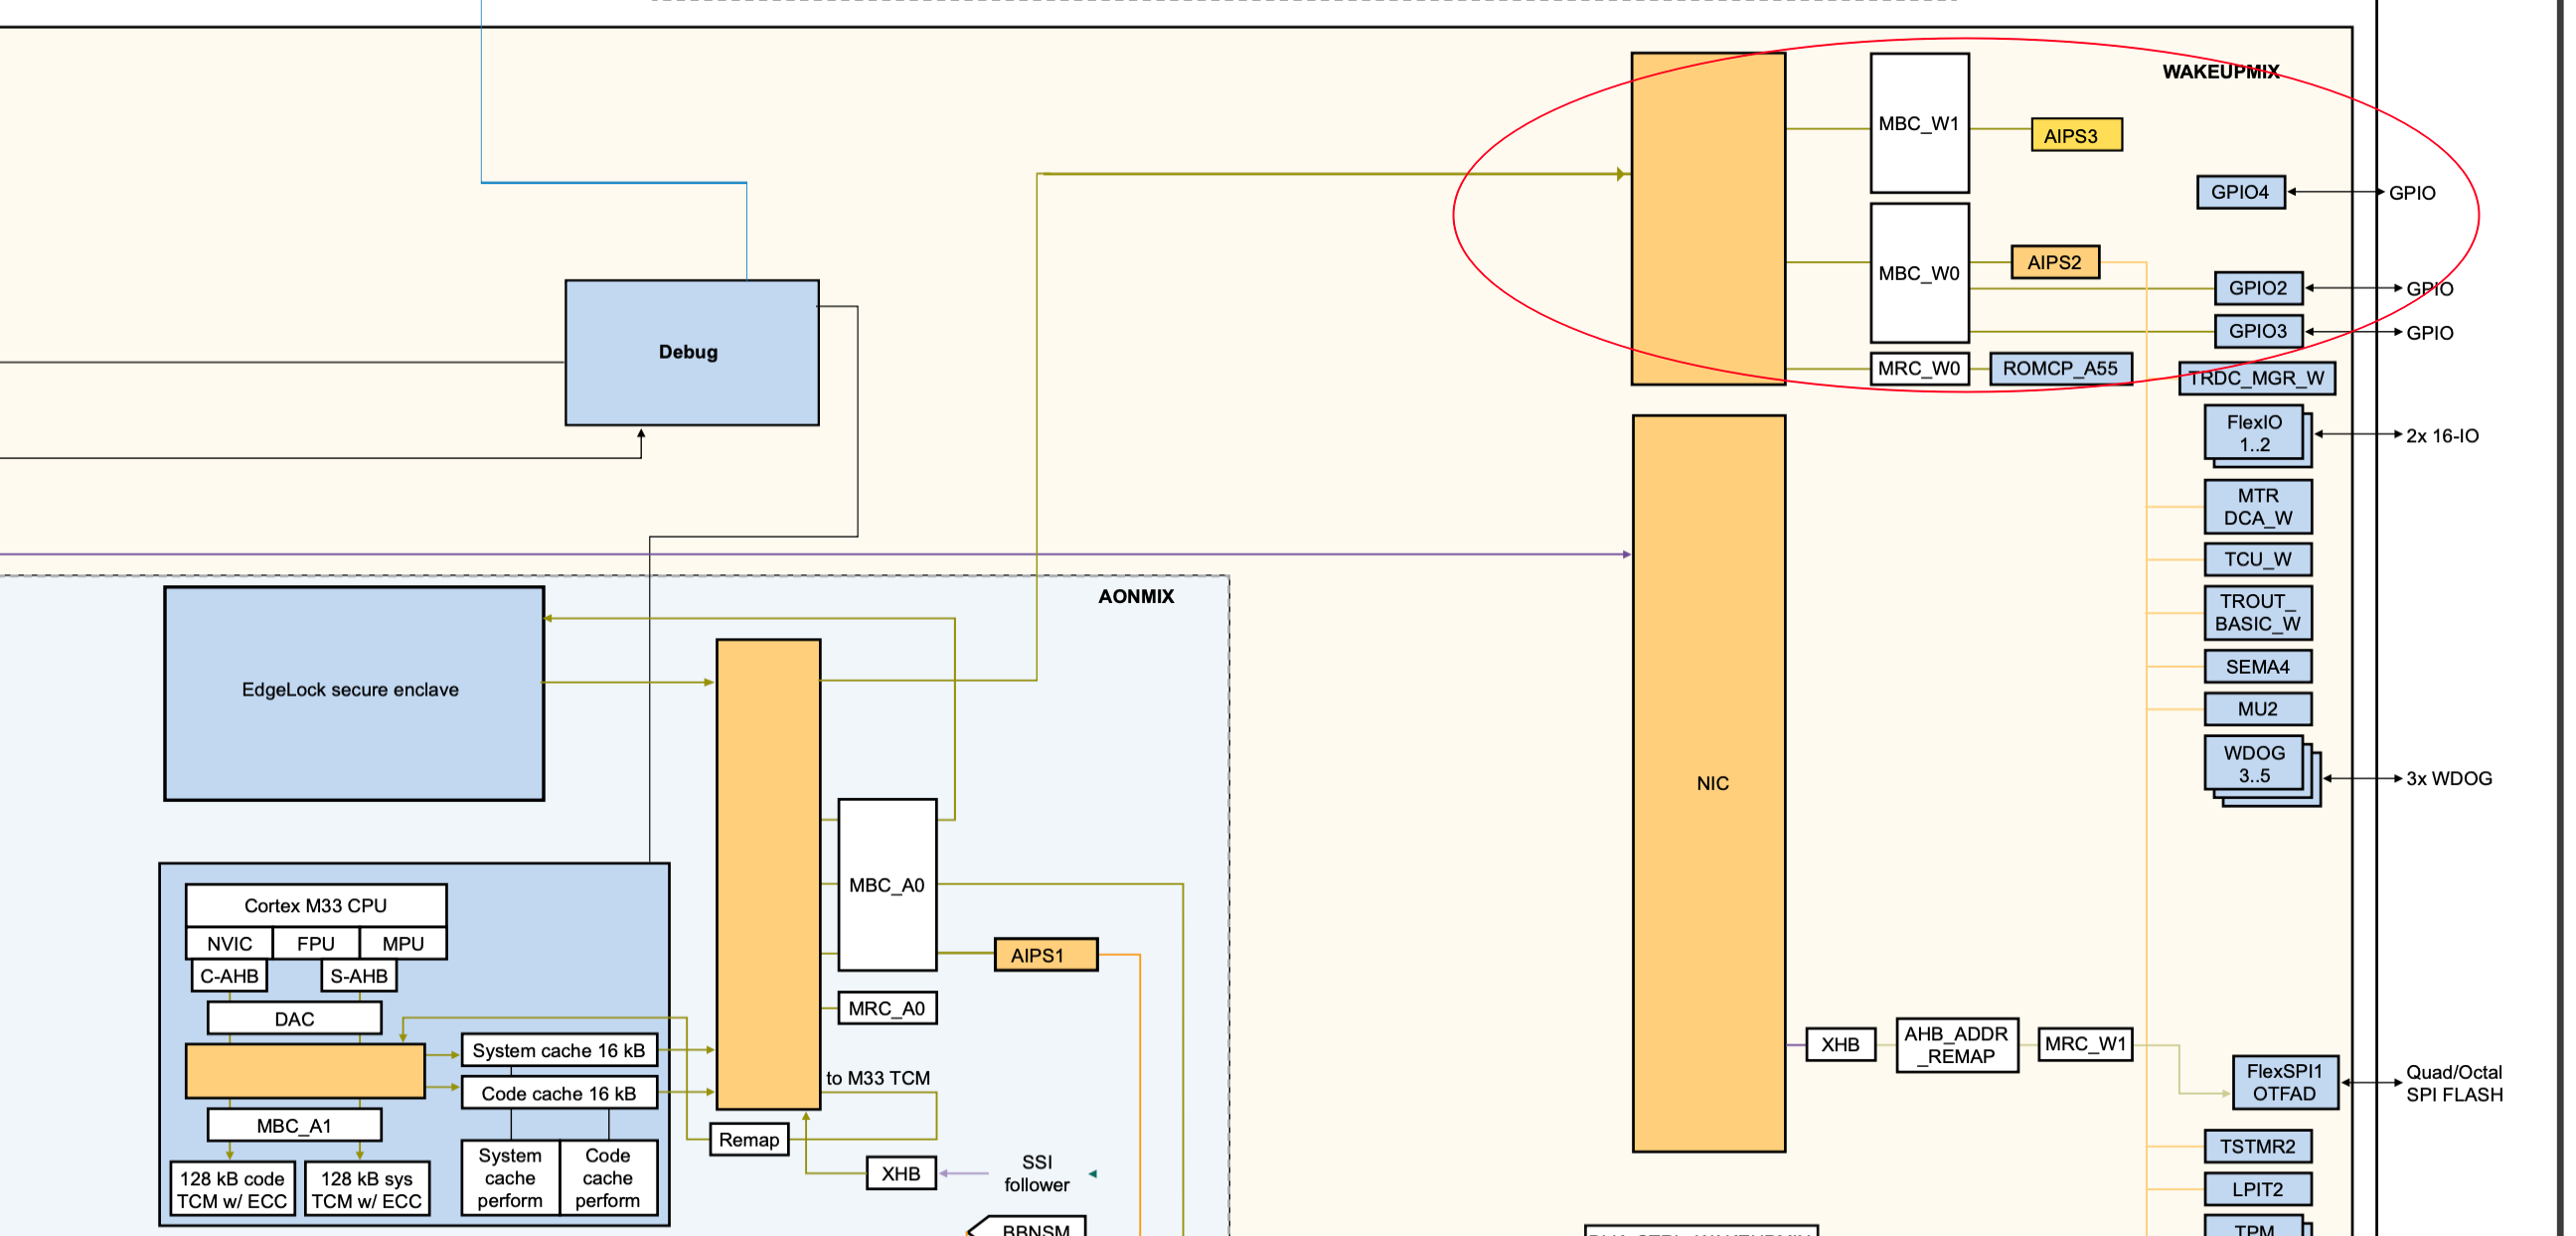 WAKEUPMIX
MBC_W1
AIPS3
GPIO4
GPIO
MBC_W0
AIPS2
GPIO2
GPIO
GPIO3
GPIO
MRC_W0
ROMCP_A55
TRDC_MGR_W
Debug
FlexIO
1..2
2x 16-IO
MTR
DCA_W
TCU_W
TROUT_
BASIC_W
SEMA4
MU2
WDOG
3..5
3x WDOG
NIC
XHB
AHB_ADDR
_REMAP
MRC_W1
FlexSPI1
OTFAD
Quad/Octal
SPI FLASH
TSTMR2
LPIT2
TPM
AONMIX
EdgeLock secure enclave
MBC_A0
AIPS1
MRC_A0
to M33 TCM
Remap
XHB
SSI
follower
BBNSM
Cortex M33 CPU
NVIC
FPU
MPU
C-AHB
S-AHB
DAC
System cache 16 kB
Code cache 16 kB
MBC_A1
128 kB code
TCM w/ ECC
128 kB sys
TCM w/ ECC
System
cache
perform
Code
cache
perform